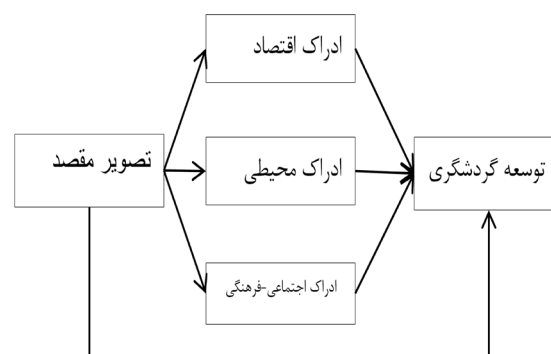 ادراک اقتصاد
تصویر مقصد
ادراک محیطی
توسعه گردشگری
ادراک اجتماعی-فرهنگی